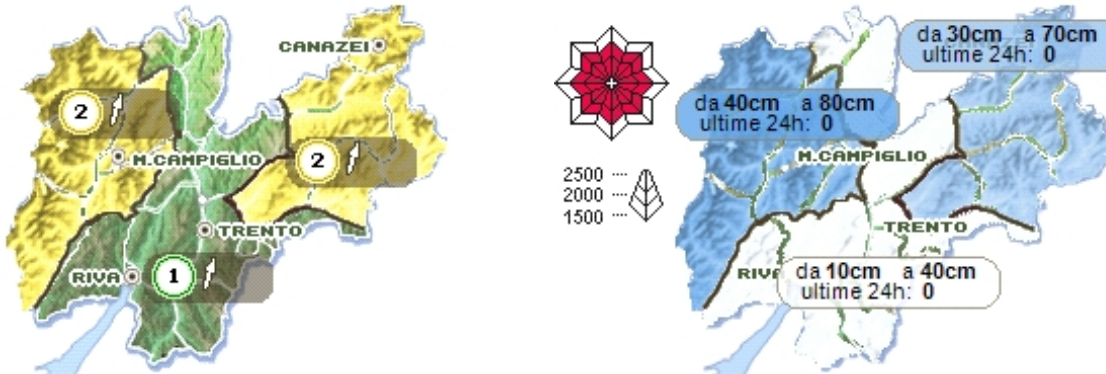 CANAZEI
2
M.CAMPIGLIO
2
TRENTO
RIVA
1
da 30cm a 70cm
ultime 24h: 0
da 40cm a 80cm
ultime 24h: 0
M.CAMPIGLIO
2500
2000
1500
TRENTO
RIVA
da 10cm a 40cm
ultime 24h: 0